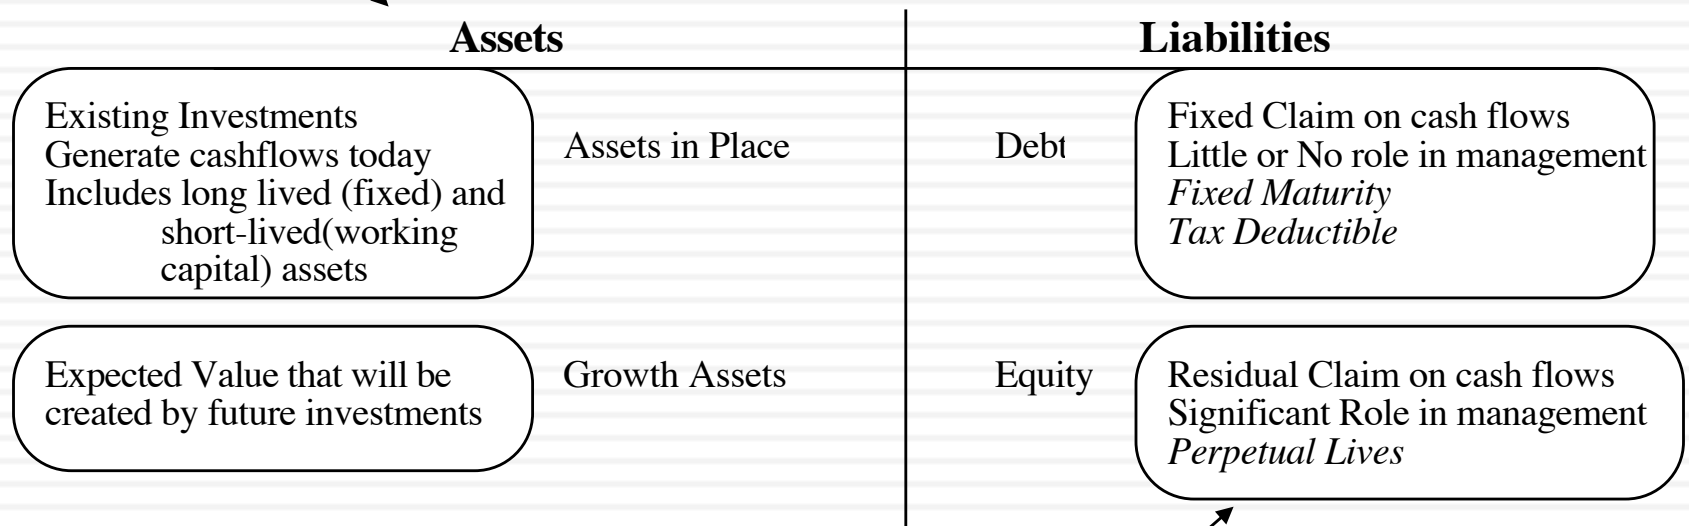 Assets
Liabilities
Existing Investments
Generate cashflows today
Includes long lived (fixed) and
short-lived(working
capital) assets
Assets in Place
Debt
Fixed Claim on cash flows
Little or No role in management
Fixed Maturity
Tax Deductible
Expected Value that will be
created by future investments
Growth Assets
Equity
Residual Claim on cash flows
Significant Role in management
Perpetual Lives